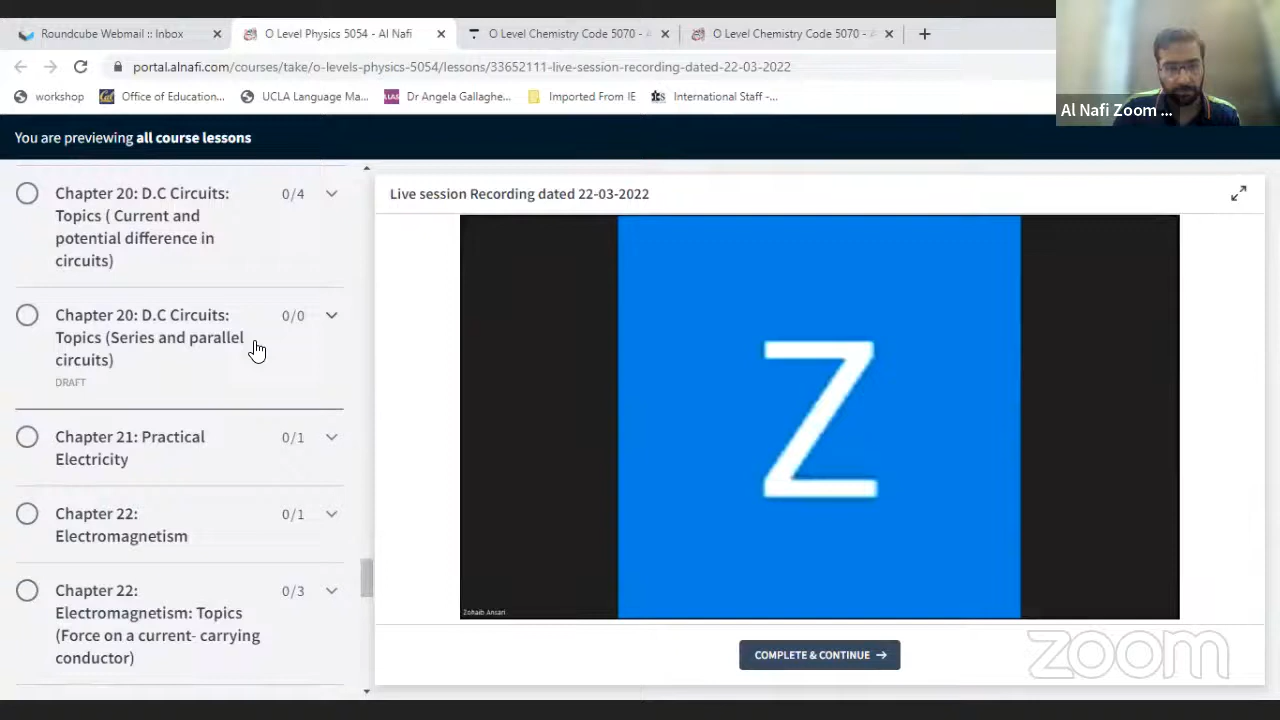 Roundcube Webmail :: Inbox
O Level Physics 5054 - Al Nafi
O Level Chemistry Code 5070 -
O Level Chemistry Code 5070 -
portal.alnafi.com/courses/take/o-levels-physics-5054/lessons/33652111-live-session-recording-dated-22-03-2022
workshop
Office of Education...
UCLA Language Ma...
LLAS
Dr Angela Gallaghe...
Imported From IE
International Staff -...
Al Nafi Zoom ...
You are previewing all course lessons
Chapter 20: D.C Circuits:
Topics ( Current and
potential difference in
circuits)
0/4
Chapter 20: D.C Circuits:
Topics (Series and parallel
circuits)
DRAFT
0/0
Chapter 21: Practical
Electricity
0/1
Chapter 22:
Electromagnetism
0/1
Chapter 22:
Electromagnetism: Topics
(Force on a current- carrying
conductor)
0/3
Live session Recording dated 22-03-2022
Z
Zohaib Ansari
COMPLETE & CONTINUE →
zoom